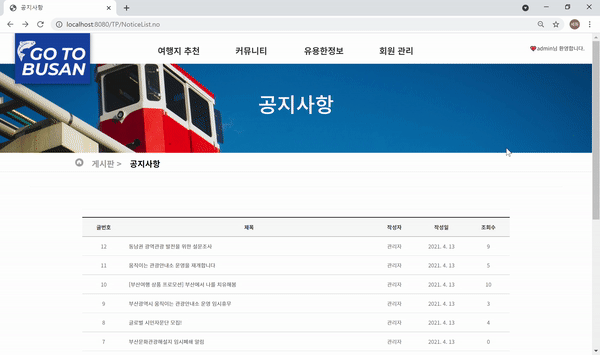 공지사항
localhost:8080/TP/NoticeList.no
GO TO
BUSAN
여행지 추천 커뮤니티 유용한정보 회원 관리
admin님 환영합니다.
공지사항
게시판 > 공지사항
글번호 제목 작성자 작성일 조회수
12 동남권 광역관광 발전을 위한 설문조사 관리자 2021. 4. 13 9
11 움직이는 관광안내소 운영을 재개합니다 관리자 2021. 4. 13 5
10 [부산여행 상품 프로모션] 부산에서 나를 치유해봄 관리자 2021. 4. 13 10
9 부산광역시 움직이는 관광안내소 운영 임시휴무 관리자 2021. 4. 13 3
8 글로벌 시민자문단 모집! 관리자 2021. 4. 13 4
7 부산문화관광해설지 임시폐쇄 알림 관리자 2021. 4. 13 0